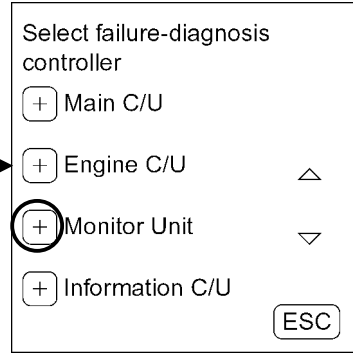 Select failure-diagnosis
controller
+ Main C/U
+ Engine C/U
+ Monitor Unit
+ Information C/U
ESC